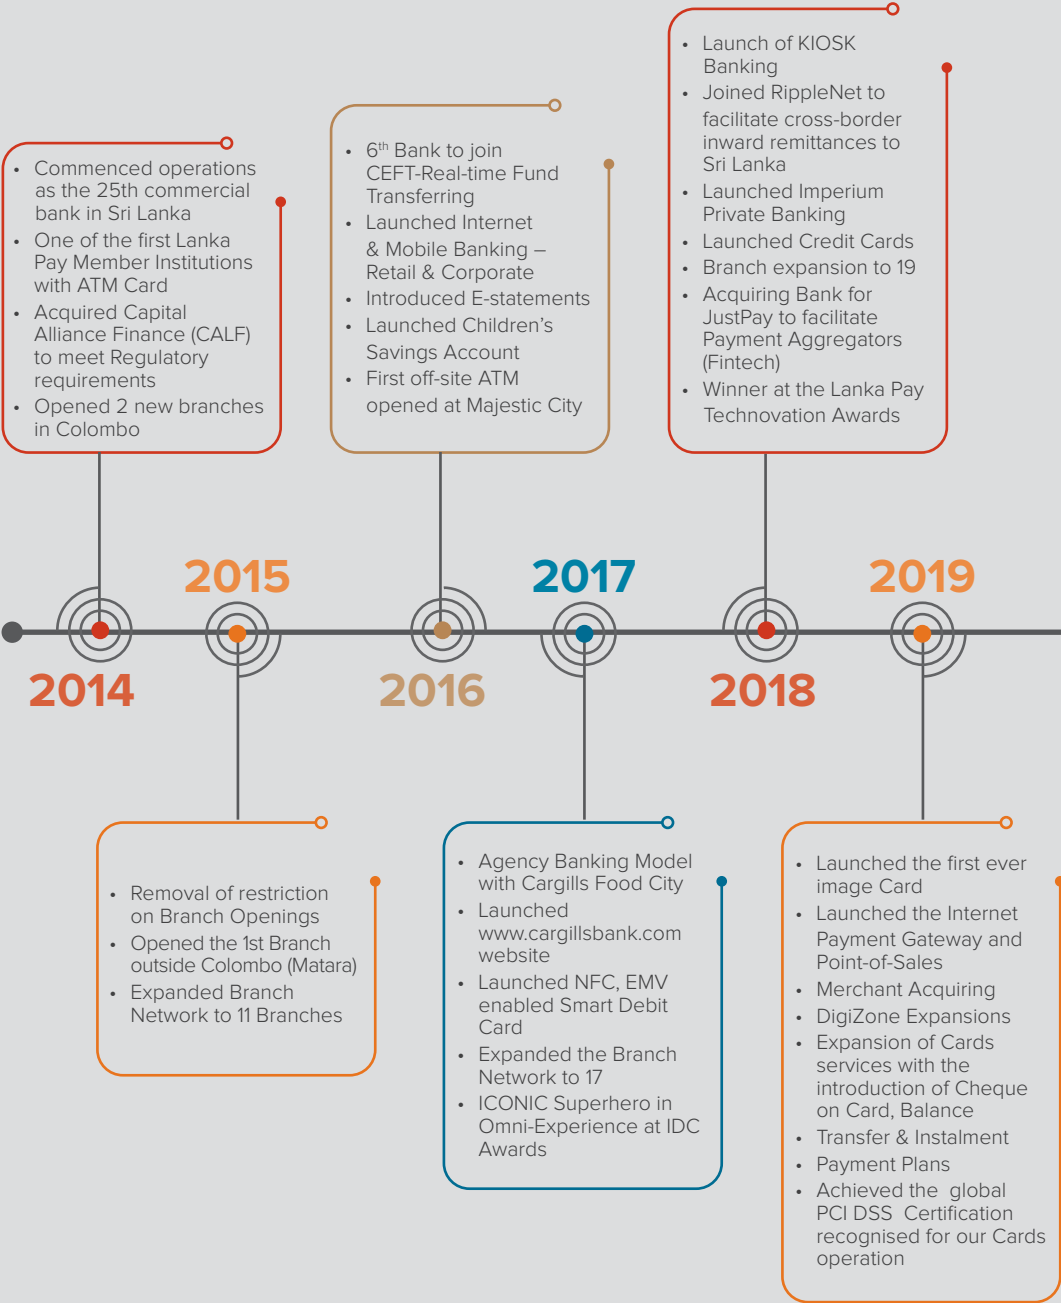 • Commenced operations
as the 25th commercial
bank in Sri Lanka
• One of the first Lanka
Pay Member Institutions
with ATM Card
• Acquired Capital
Alliance Finance (CALF)
to meet Regulatory
requirements
• Opened 2 new branches
in Colombo
• 6th Bank to join
CEFT-Real-time Fund
Transferring
• Launched Internet
& Mobile Banking –
Retail & Corporate
• Introduced E-statements
• Launched Children's
Savings Account
• First off-site ATM
opened at Majestic City
• Launch of KIOSK
Banking
• Joined RippleNet to
facilitate cross-border
inward remittances to
Sri Lanka
• Launched Imperium
Private Banking
• Launched Credit Cards
• Branch expansion to 19
• Acquiring Bank for
JustPay to facilitate
Payment Aggregators
(Fintech)
• Winner at the Lanka Pay
Technovation Awards
2014
2015
2016
2017
2018
2019
• Removal of restriction
on Branch Openings
• Opened the 1st Branch
outside Colombo (Matara)
• Expanded Branch
Network to 11 Branches
• Agency Banking Model
with Cargills Food City
• Launched
www.cargillsbank.com
website
• Launched NFC, EMV
enabled Smart Debit
Card
• Expanded the Branch
Network to 17
• ICONIC Superhero in
Omni-Experience at IDC
Awards
• Launched the first ever
image Card
• Launched the Internet
Payment Gateway and
Point-of-Sales
• Merchant Acquiring
• DigiZone Expansions
• Expansion of Cards
services with the
introduction of Cheque
on Card, Balance
• Transfer & Instalment
• Payment Plans
• Achieved the global
PCI DSS Certification
recognised for our Cards
operation